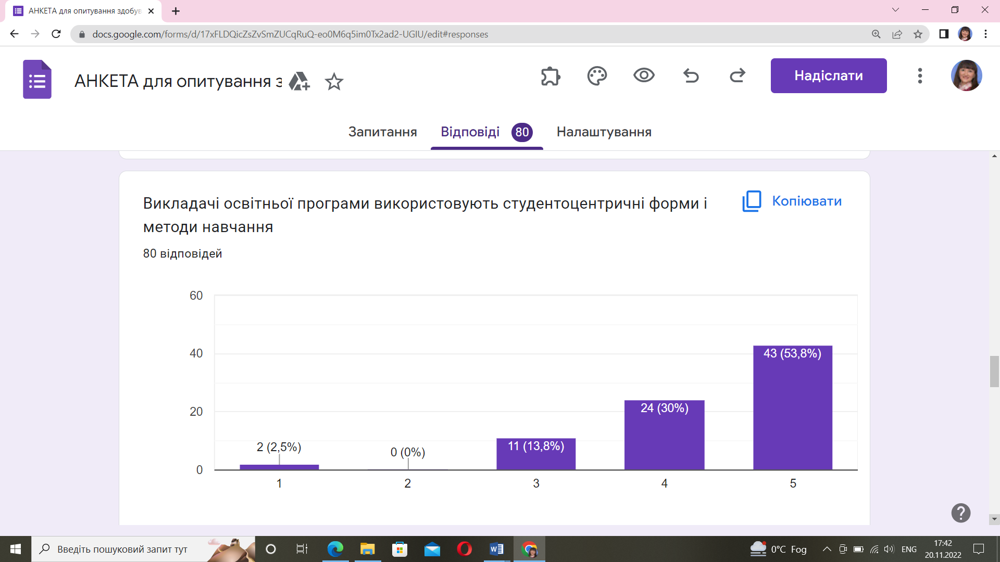 АНКЕТА для опитування здобув
docs.google.com/forms/d/17xFLDQicZsZvSmZUCqRuQ-eo0M6q5im0Tx2ad2-UGIU/edit#responses
АНКЕТА для опитування з
Надіслати
Запитання
Відповіді 80
Налаштування
Викладачі освітньої програми використовують студентоцентричні форми і
методи навчання
Копіювати
80 відповідей
60
40
20
0
2 (2,5%)
0 (0%)
11 (13,8%)
24 (30%)
43 (53,8%)
1
2
3
4
5
Введіть пошуковий запит тут
0°C Fog
ENG
17:42
20.11.2022